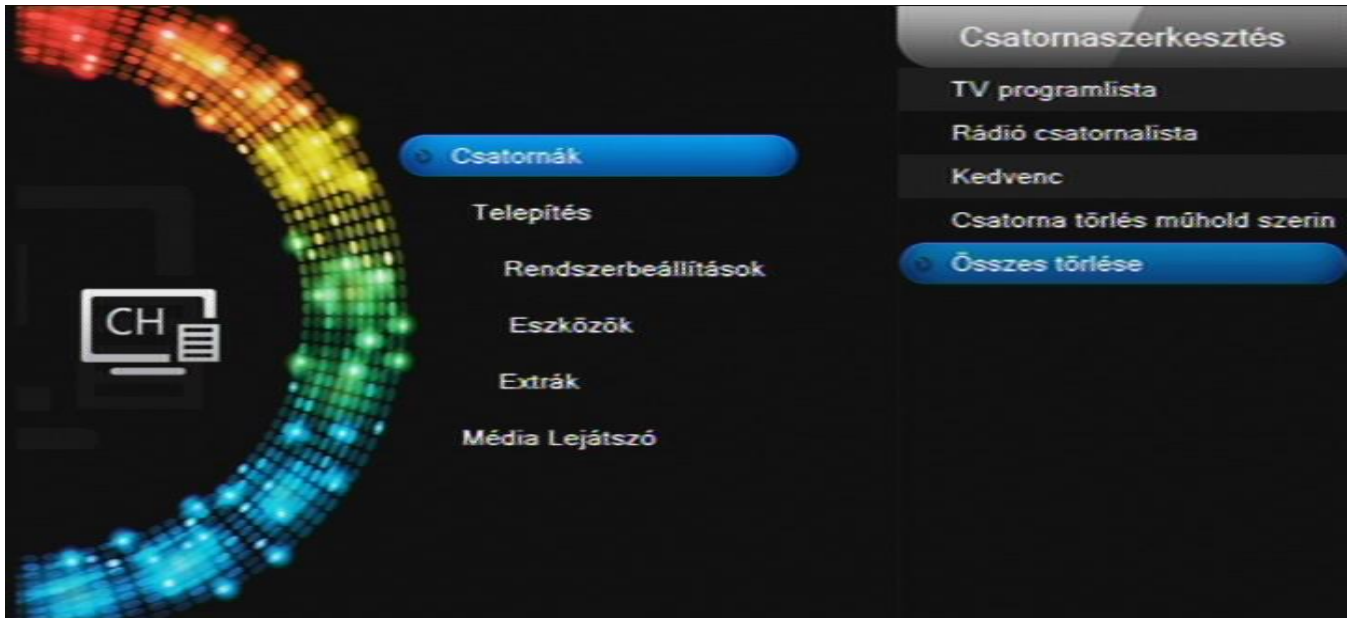 CH
Csatornák
Telepítés
Rendszerbeállítások
Eszközök
Extrák
Média Lejátszó
Csatornaszerkesztés
TV programlista
Rádió csatornalista
Kedvenc
Csatorna törlés műhold szerin
Összes törlése